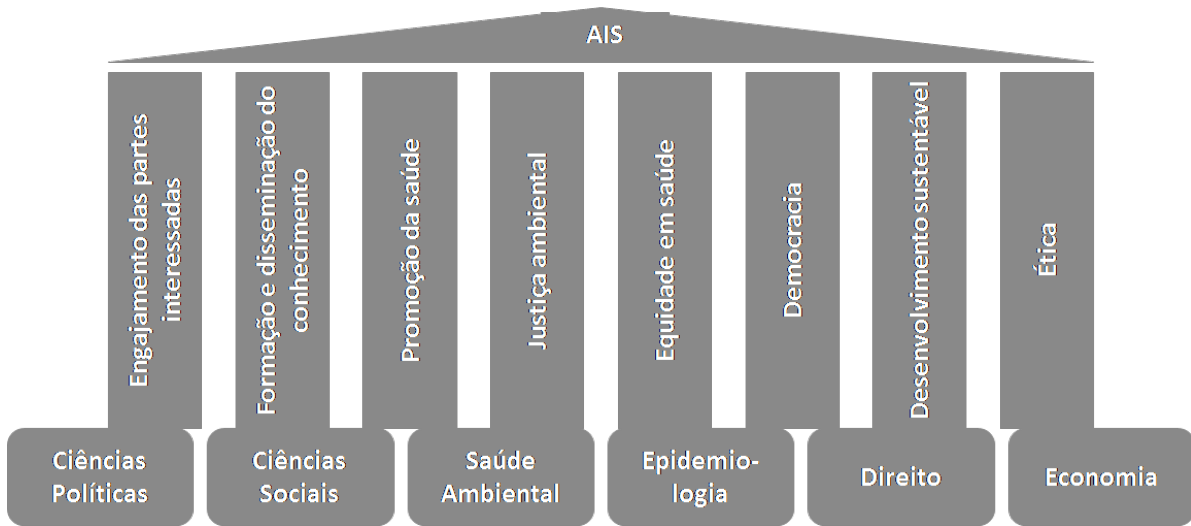 AIS
Engajamento das partes
interessadas
Formação e disseminação do
conhecimento
Promoção da saúde
Justiça ambiental
Equidade em saúde
Democracia
Desenvolvimento sustentável
Ética
Ciências
Políticas
Ciências
Sociais
Saúde
Ambiental
Epidemio-
logia
Direito
Economia